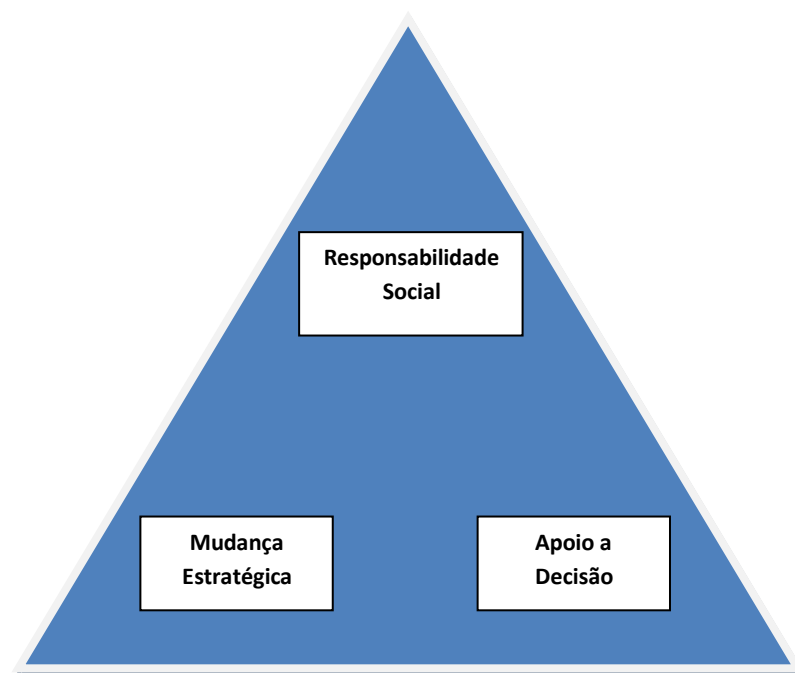 Responsabilidade
Social
Mudança
Estratégica
Apoio a
Decisão